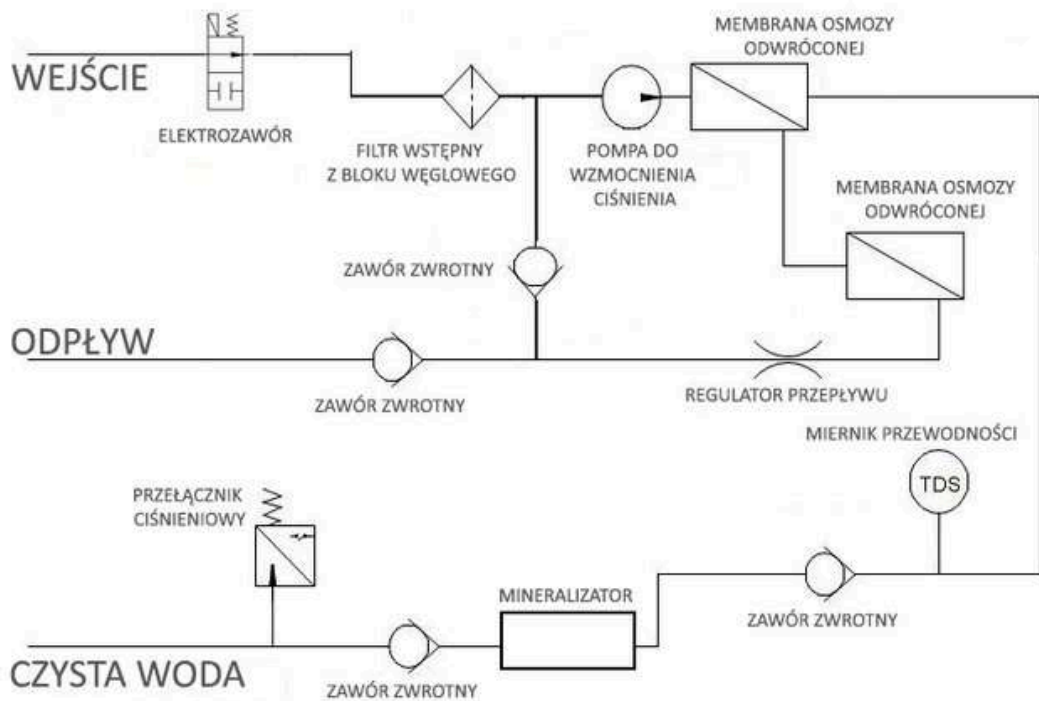 MEMBRANA OSMOZY
ODWRÓCONEJ
WEJŚCIE
ELEKTROZAWÓR
FILTR WSTĘPNY
Z BLOKU WĘGLOWEGO
POMPA DO
WZMOCNIENIA
CIŚNIENIA
MEMBRANA OSMOZY
ODWRÓCONEJ
ZAWÓR ZWROTNY
ODPŁYW
ZAWÓR ZWROTNY
REGULATOR PRZEPŁYWU
MIERNIK PRZEWODNOŚCI
TDS
PRZEŁĄCZNIK
CIŚNIENIOWY
MINERALIZATOR
ZAWÓR ZWROTNY
CZYSTA WODA
ZAWÓR ZWROTNY